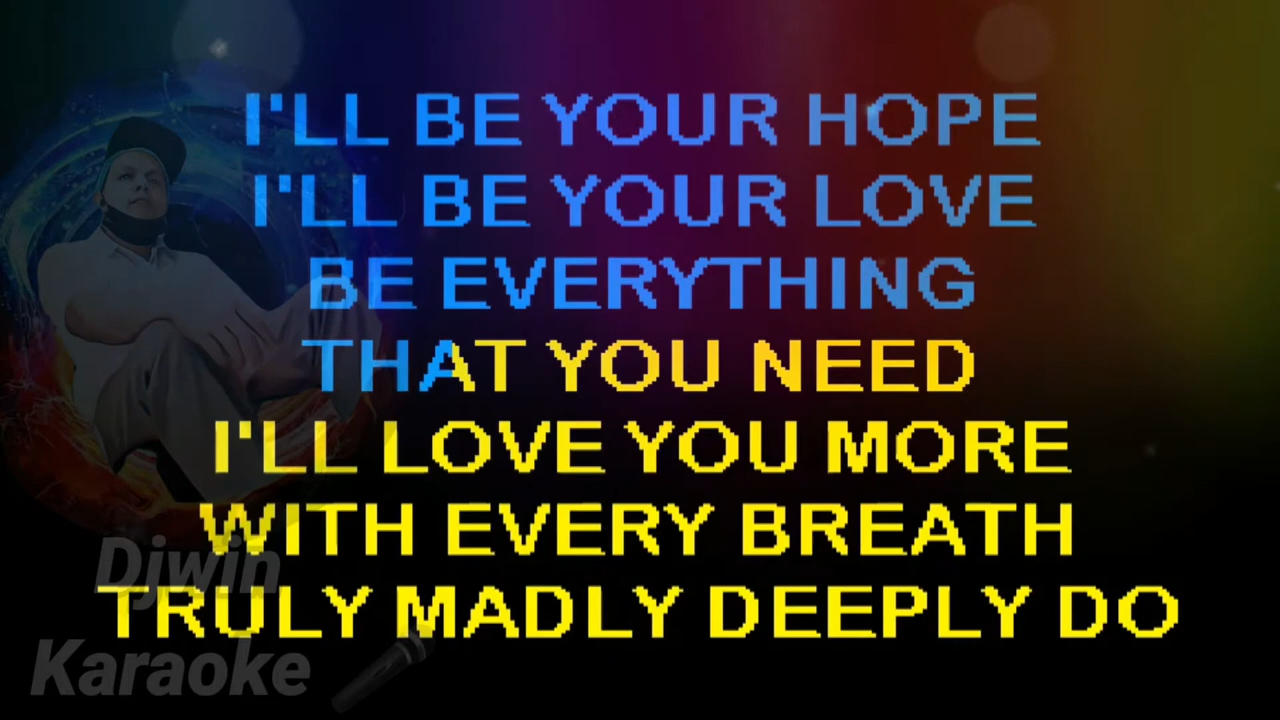 I'LL BE YOUR HOPE
I'LL BE YOUR LOVE
BE EVERYTHING
THAT YOU NEED
I'LL LOVE YOU MORE
WITH EVERY BREATH
TRULY MADLY DEEPLY DO
Djwin
Karaoke